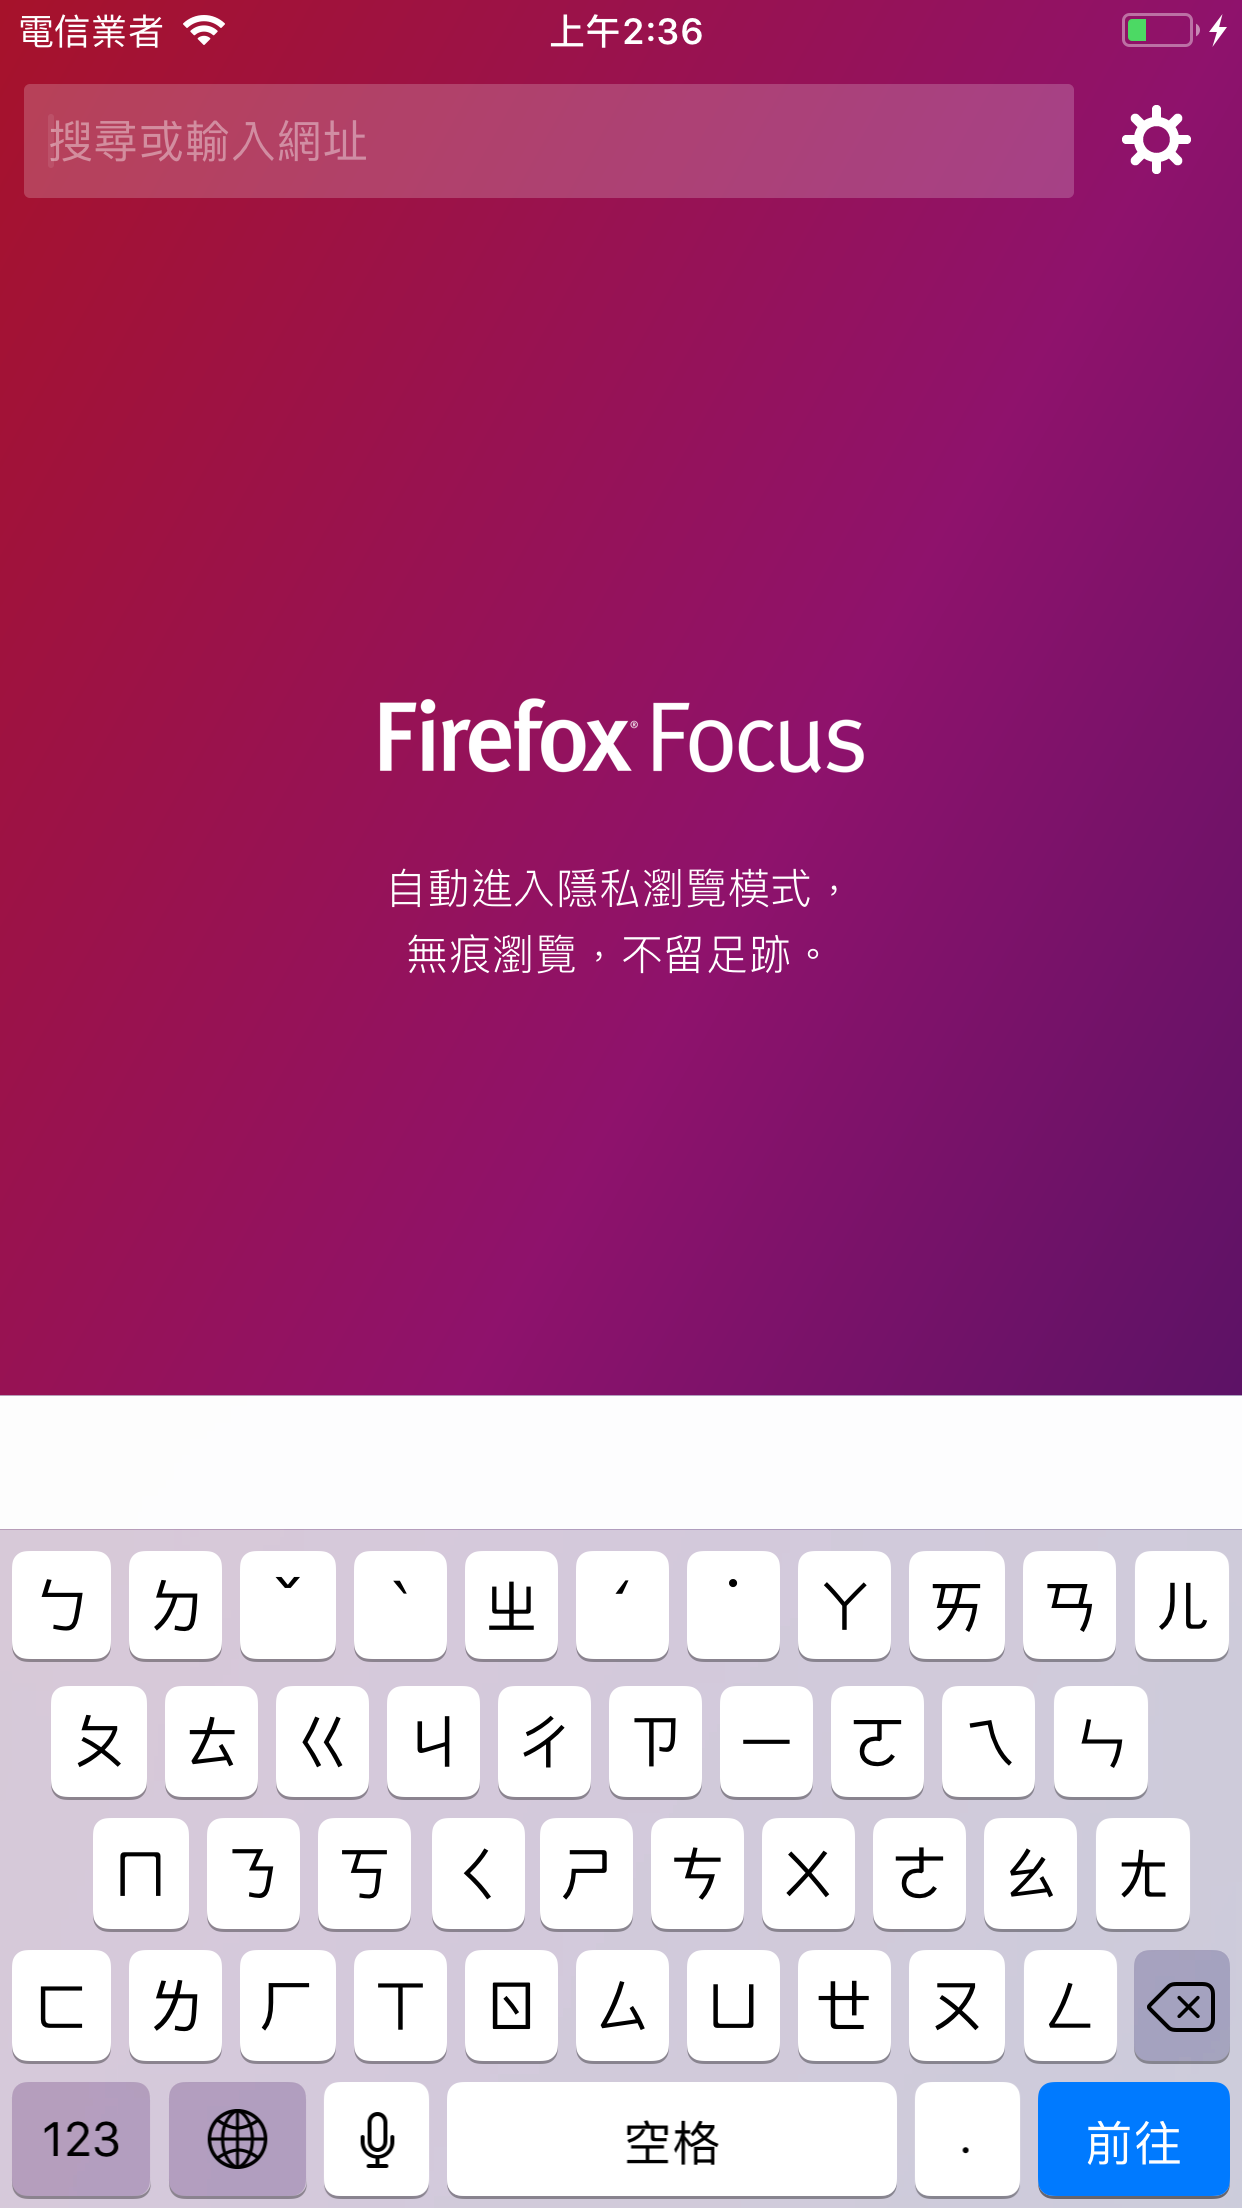 電信業者 上午2:36
搜尋或輸入網址
Firefox® Focus
自動進入隱私瀏覽模式，
無痕瀏覽，不留足跡。
ㄅ ㄉ ˇ ˋ ㄓ ˊ ˙ ㄚ ㄞ ㄢ ㄦ
ㄆ ㄊ ㄍ ㄐ ㄔ ㄗ ㄧ ㄛ ㄟ ㄣ
ㄇ ㄋ ㄎ ㄑ ㄕ ㄘ ㄨ ㄜ ㄠ ㄤ
ㄈ ㄌ ㄏ ㄒ ㄖ ㄙ ㄩ ㄝ ㄡ ㄥ
123 空格 . 前往